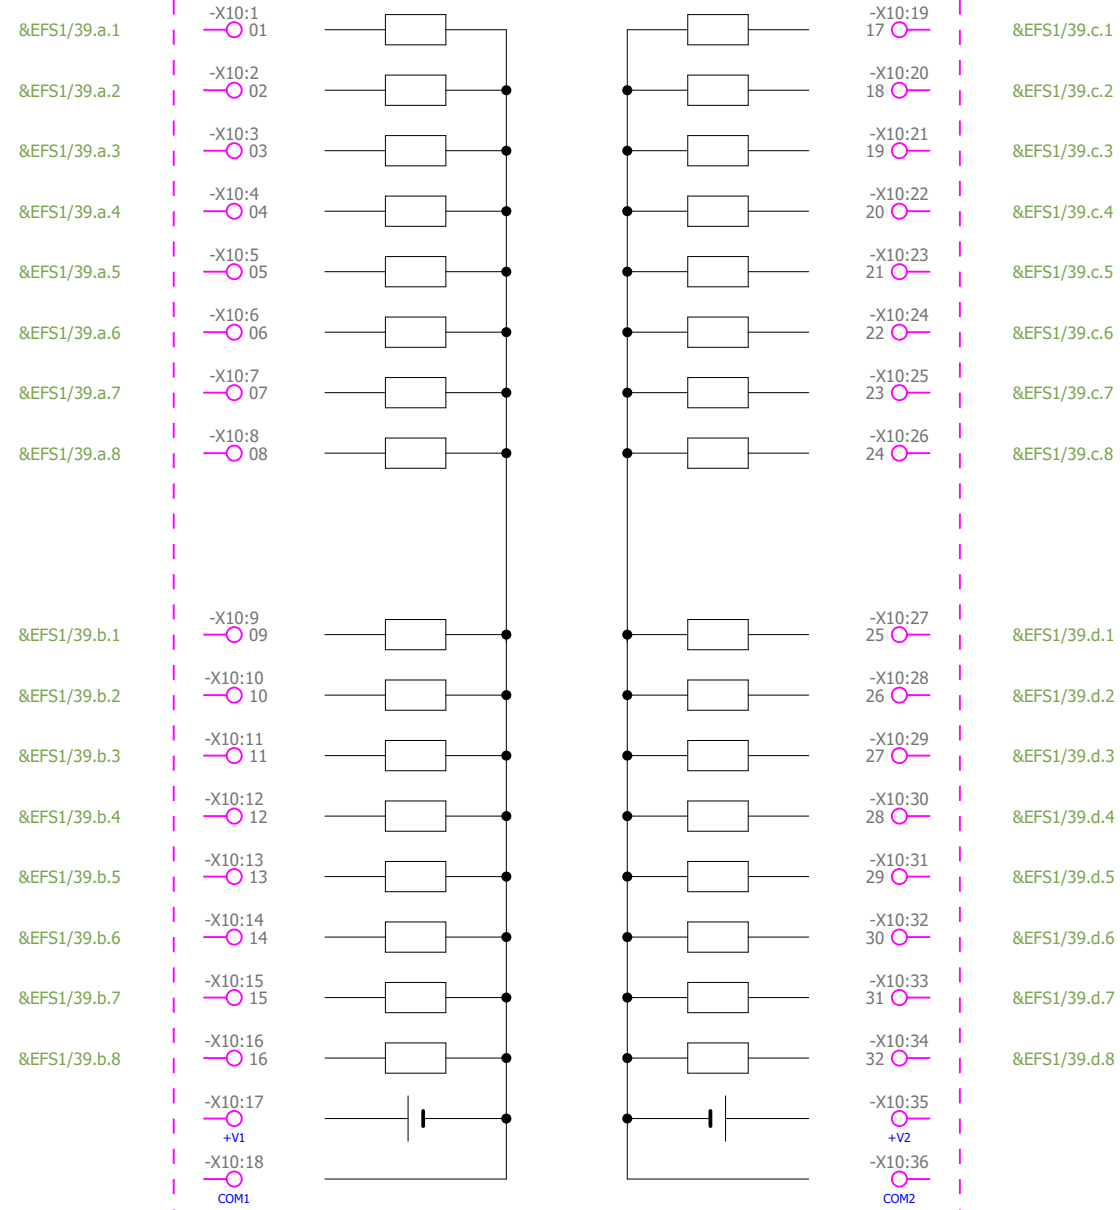 &EFS1/39.a.1 -X10:1 01 -X10:19 17 &EFS1/39.c.1
&EFS1/39.a.2 -X10:2 02 -X10:20 18 &EFS1/39.c.2
&EFS1/39.a.3 -X10:3 03 -X10:21 19 &EFS1/39.c.3
&EFS1/39.a.4 -X10:4 04 -X10:22 20 &EFS1/39.c.4
&EFS1/39.a.5 -X10:5 05 -X10:23 21 &EFS1/39.c.5
&EFS1/39.a.6 -X10:6 06 -X10:24 22 &EFS1/39.c.6
&EFS1/39.a.7 -X10:7 07 -X10:25 23 &EFS1/39.c.7
&EFS1/39.a.8 -X10:8 08 -X10:26 24 &EFS1/39.c.8
&EFS1/39.b.1 -X10:9 09 -X10:27 25 &EFS1/39.d.1
&EFS1/39.b.2 -X10:10 10 -X10:28 26 &EFS1/39.d.2
&EFS1/39.b.3 -X10:11 11 -X10:29 27 &EFS1/39.d.3
&EFS1/39.b.4 -X10:12 12 -X10:30 28 &EFS1/39.d.4
&EFS1/39.b.5 -X10:13 13 -X10:31 29 &EFS1/39.d.5
&EFS1/39.b.6 -X10:14 14 -X10:32 30 &EFS1/39.d.6
&EFS1/39.b.7 -X10:15 15 -X10:33 31 &EFS1/39.d.7
&EFS1/39.b.8 -X10:16 16 -X10:34 32 &EFS1/39.d.8
-X10:17 -X10:35
+V1 +V2
-X10:18 -X10:36
COM1 COM2